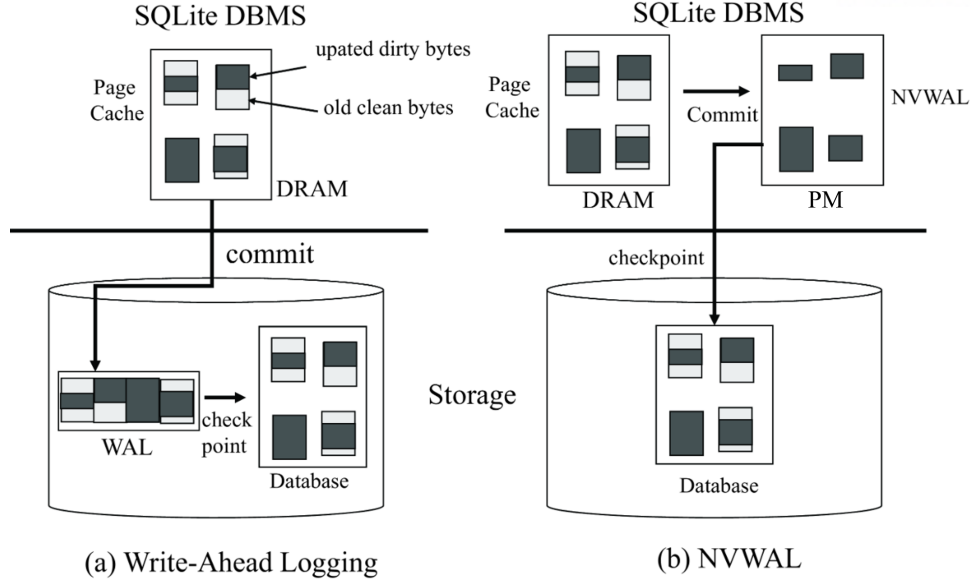 SQLite DBMS
upated dirty bytes
old clean bytes
Page
Cache
DRAM
commit
WAL
check
point
Database
(a) Write-Ahead Logging
Storage
SQLite DBMS
Page
Cache
Commit
NVWAL
DRAM
PM
checkpoint
Database
(b) NVWAL